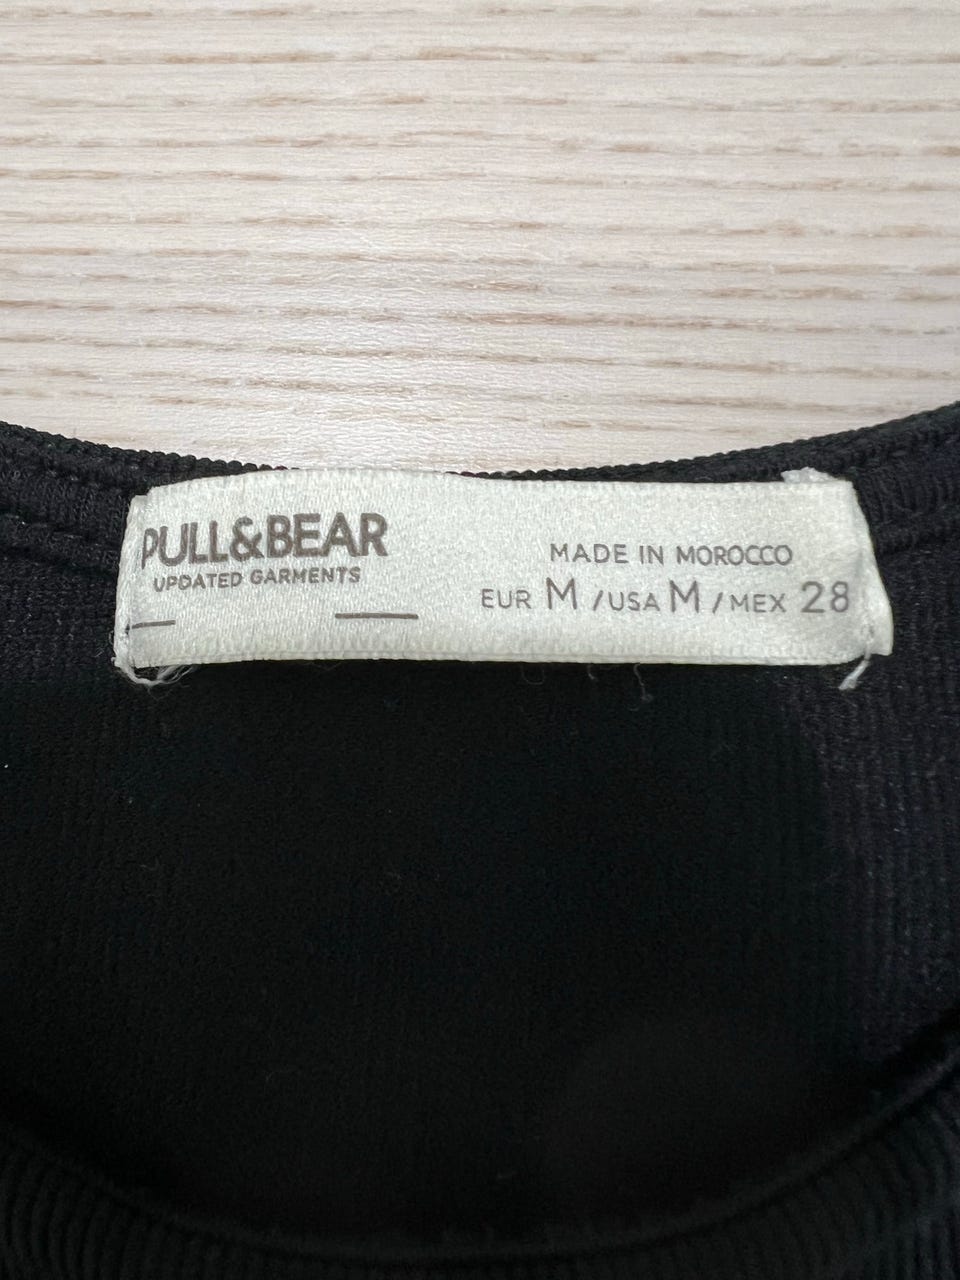 PULL&BEAR
UPDATED GARMENTS
MADE IN MOROCCO
EUR M / USA M / MEX 28